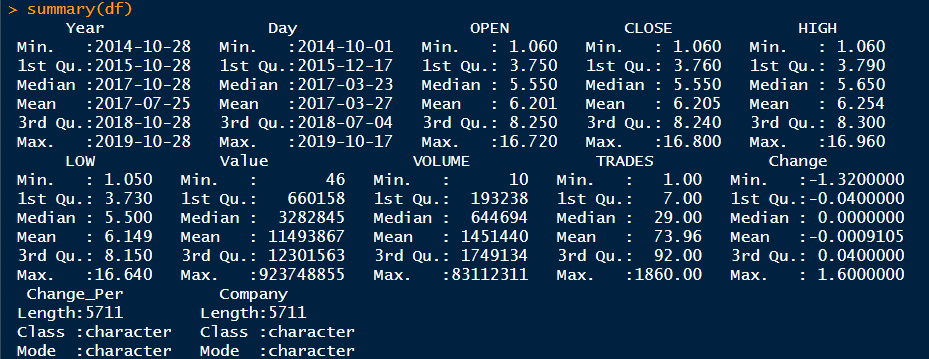 > summary(df)
Year Day OPEN CLOSE HIGH
Min. :2014-10-28 Min. :2014-10-01 Min. : 1.060 Min. : 1.060 Min. : 1.060
1st Qu.:2015-10-28 1st Qu.:2015-12-17 1st Qu.: 3.750 1st Qu.: 3.760 1st Qu.: 3.790
Median :2017-10-28 Median :2017-03-23 Median : 5.550 Median : 5.550 Median : 5.650
Mean :2017-07-25 Mean :2017-03-27 Mean : 6.201 Mean : 6.205 Mean : 6.254
3rd Qu.:2018-10-28 3rd Qu.:2018-07-04 3rd Qu.: 8.250 3rd Qu.: 8.240 3rd Qu.: 8.300
Max. :2019-10-28 Max. :2019-10-17 Max. :16.720 Max. :16.800 Max. :16.960
LOW Value VOLUME TRADES Change
Min. : 1.050 Min. : 46 Min. : 10 Min. : 1.00 Min. :-1.3200000
1st Qu.: 3.730 1st Qu.: 660158 1st Qu.: 193238 1st Qu.: 7.00 1st Qu.:-0.0400000
Median : 5.500 Median : 3282845 Median : 644694 Median : 29.00 Median : 0.0000000
Mean : 6.149 Mean : 11493867 Mean : 1451440 Mean : 73.96 Mean :-0.0009105
3rd Qu.: 8.150 3rd Qu.: 12301563 3rd Qu.: 1749134 3rd Qu.: 92.00 3rd Qu.: 0.0400000
Max. :16.640 Max. :923748855 Max. :83112311 Max. :1860.00 Max. : 1.6000000
Change_Per Company
Length:5711 Length:5711
Class :character Class :character
Mode :character Mode :character